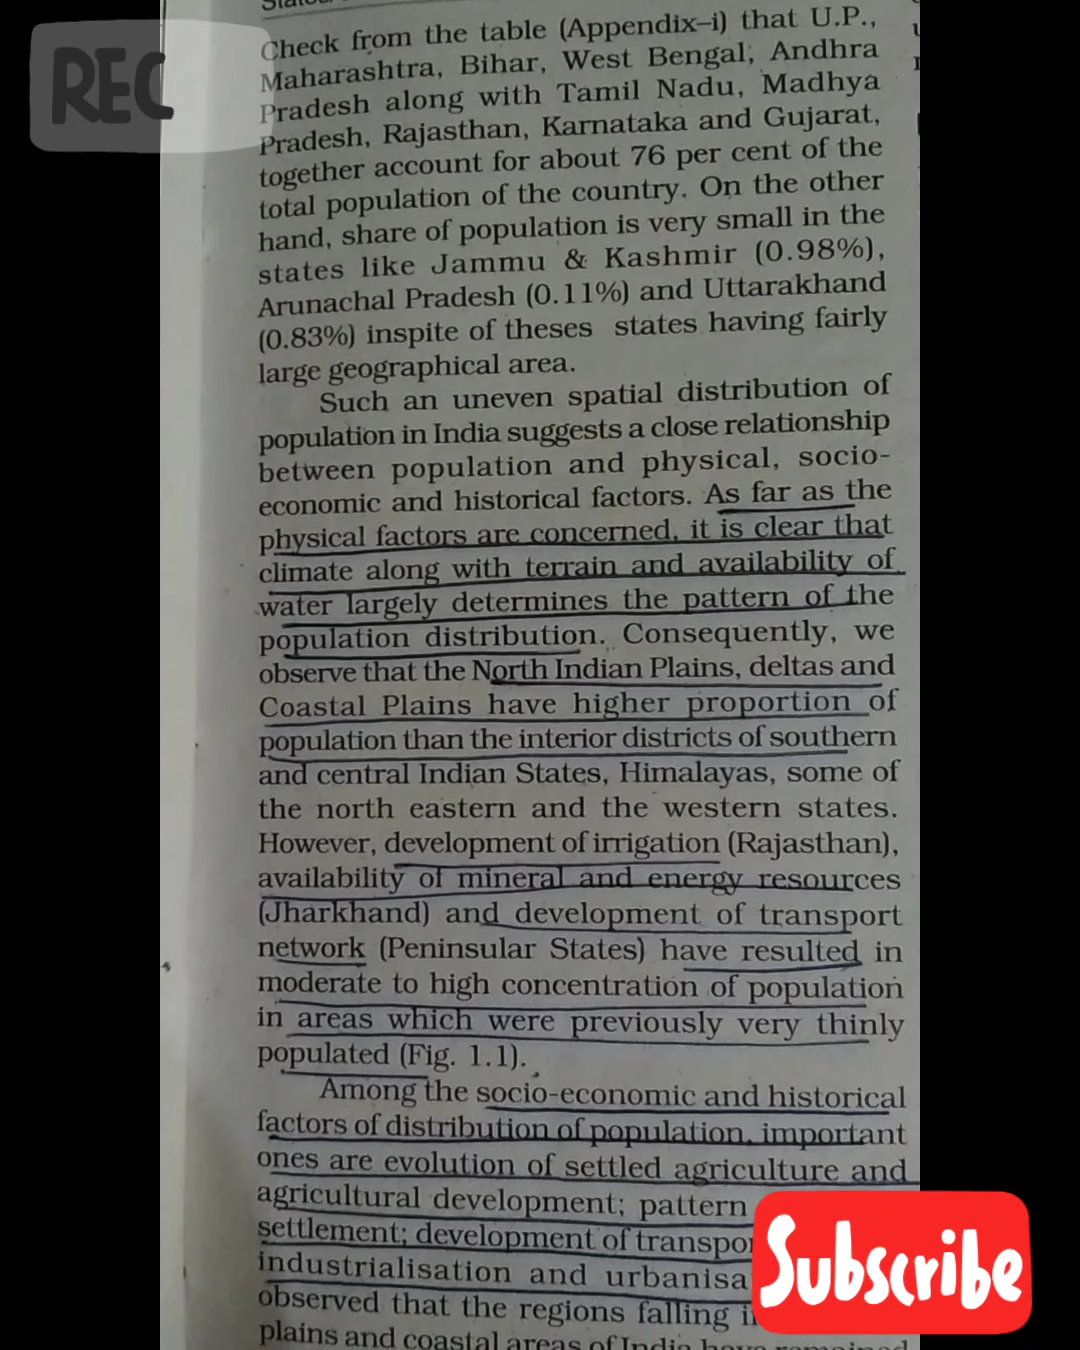 REC
Check from the table (Appendix–i) that U.P.,
Maharashtra, Bihar, West Bengal, Andhra
Pradesh along with Tamil Nadu, Madhya
Pradesh, Rajasthan, Karnataka and Gujarat,
together account for about 76 per cent of the
total population of the country. On the other
hand, share of population is very small in the
states like Jammu & Kashmir (0.98%),
Arunachal Pradesh (0.11%) and Uttarakhand
(0.83%) inspite of theses states having fairly
large geographical area.
Such an uneven spatial distribution of
population in India suggests a close relationship
between population and physical, socio-
economic and historical factors. As far as the
physical factors are concerned, it is clear that
climate along with terrain and availability of
water largely determines the pattern of the
population distribution. Consequently, we
observe that the North Indian Plains, deltas and
Coastal Plains have higher proportion of
population than the interior districts of southern
and central Indian States, Himalayas, some of
the north eastern and the western states.
However, development of irrigation (Rajasthan),
availability of mineral and energy resources
(Jharkhand) and development of transport
network (Peninsular States) have resulted in
moderate to high concentration of population
in areas which were previously very thinly
populated (Fig. 1.1).
Among the socio-economic and historical
factors of distribution of population, important
ones are evolution of settled agriculture and
agricultural development; pattern
settlement; development of transpor
industrialisation and urbanisa
observed that the regions falling i
plains and coastal areas of India have remained
Subscribe